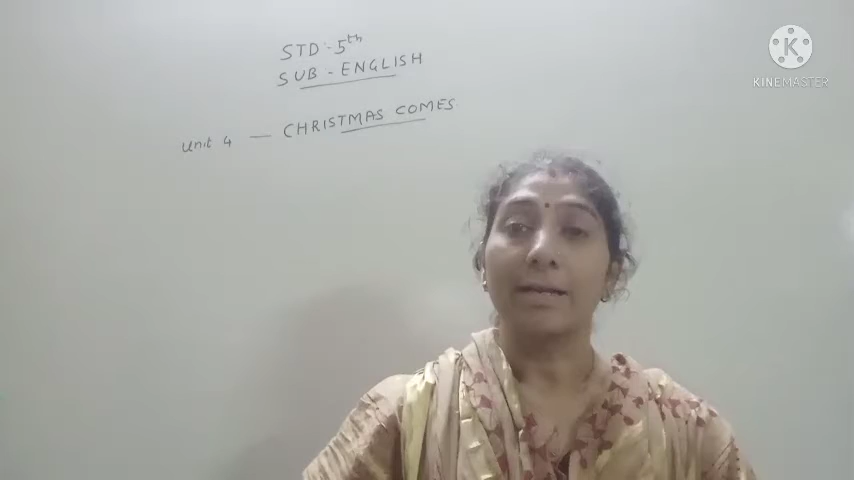 STD:- 5th
SUB - ENGLISH
Unit 4 — CHRISTMAS COMES.
K
KINEMASTER